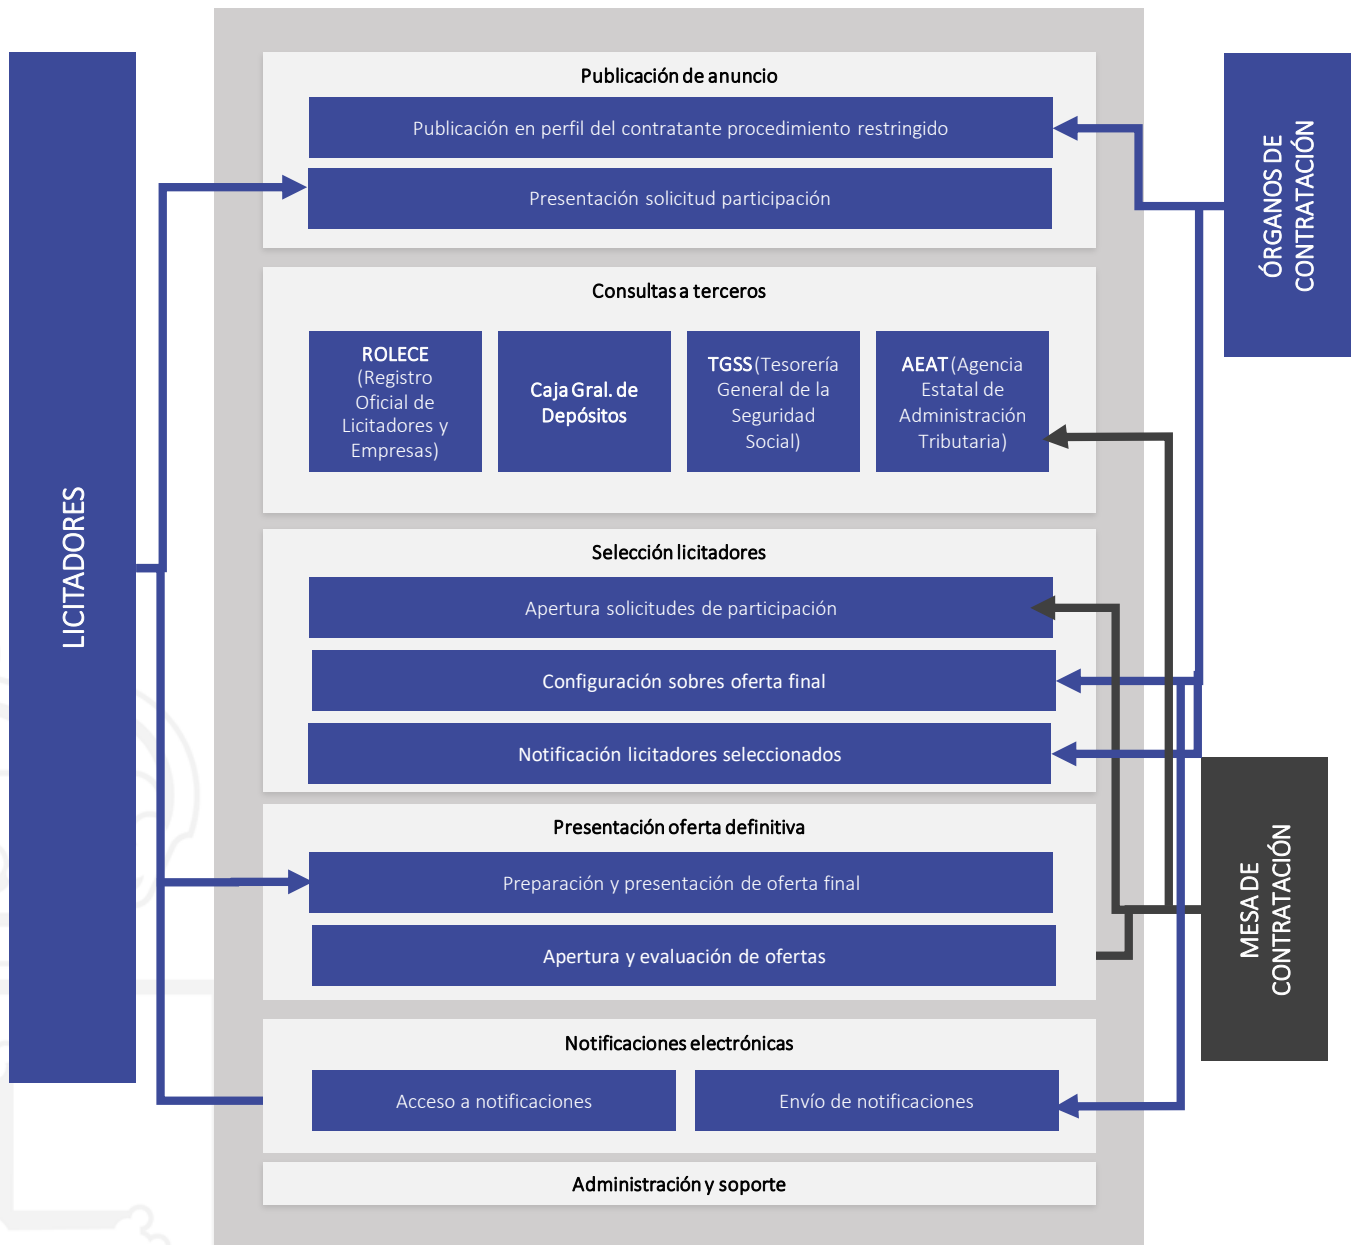 LICITADORES
Publicación de anuncio
Publicación en perfil del contratante procedimiento restringido
Presentación solicitud participación
Consultas a terceros
ROLECE
(Registro
Oficial de
Licitadores y
Empresas)
Caja Gral. de
Depósitos
TGSS (Tesorería
General de la
Seguridad
Social)
AEAT (Agencia
Estatal de
Administración
Tributaria)
Selección licitadores
Apertura solicitudes de participación
Configuración sobres oferta final
Notificación licitadores seleccionados
Presentación oferta definitiva
Preparación y presentación de oferta final
Apertura y evaluación de ofertas
Notificaciones electrónicas
Acceso a notificaciones
Envío de notificaciones
Administración y soporte
ÓRGANOS DE
CONTRATACIÓN
MESA DE
CONTRATACIÓN